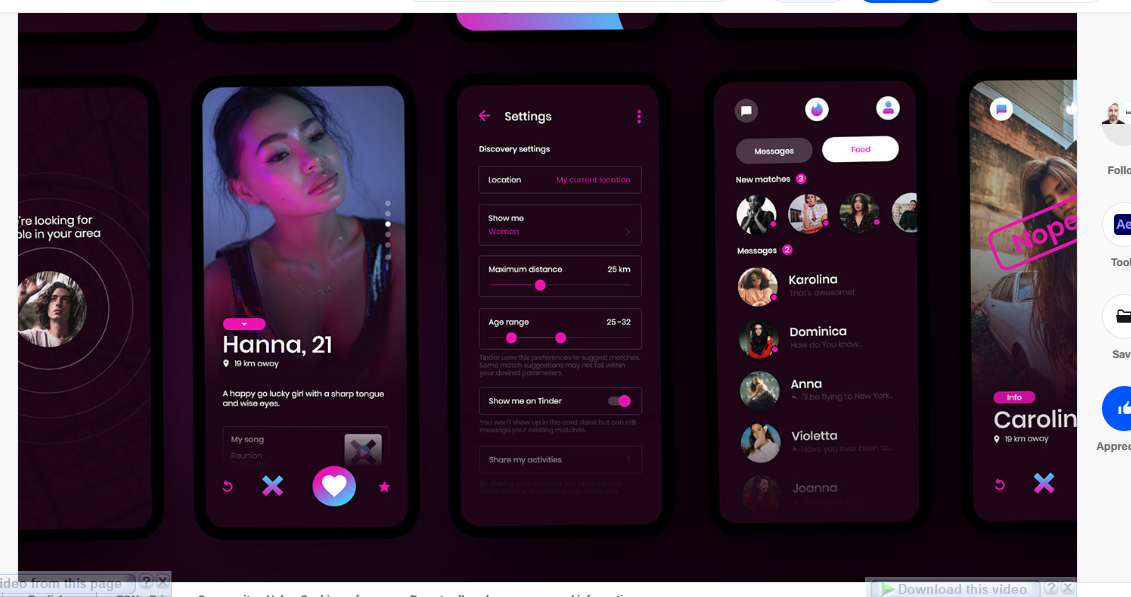 're looking for
ple in your area
Hanna, 21
19 km away
A happy go lucky girl with a sharp tongue
and wise eyes.
My song
Reunion
Settings
Discovery settings
Location My current location
Show me
Woman
Maximum distance 25 km
Age range 25-32
Tinder uses this preferences to suggest matches.
Some match suggestions may not fall within
your desired parameters.
Show me on Tinder
You won't show up in the card stack but can still
message your existing matches.
Share my activities
Messages Feed
New matches 3
Messages 2
Karolina
That's awesome!
Dominica
How do You know..
Anna
I'll be flying to New York..
Violetta
Have you ever been to..
Joanna
Nope
Info
Carolin
19 km away
Follo
Ae
Tool
Sav
Apprec
ideo from this page ? X
Download this video ? X